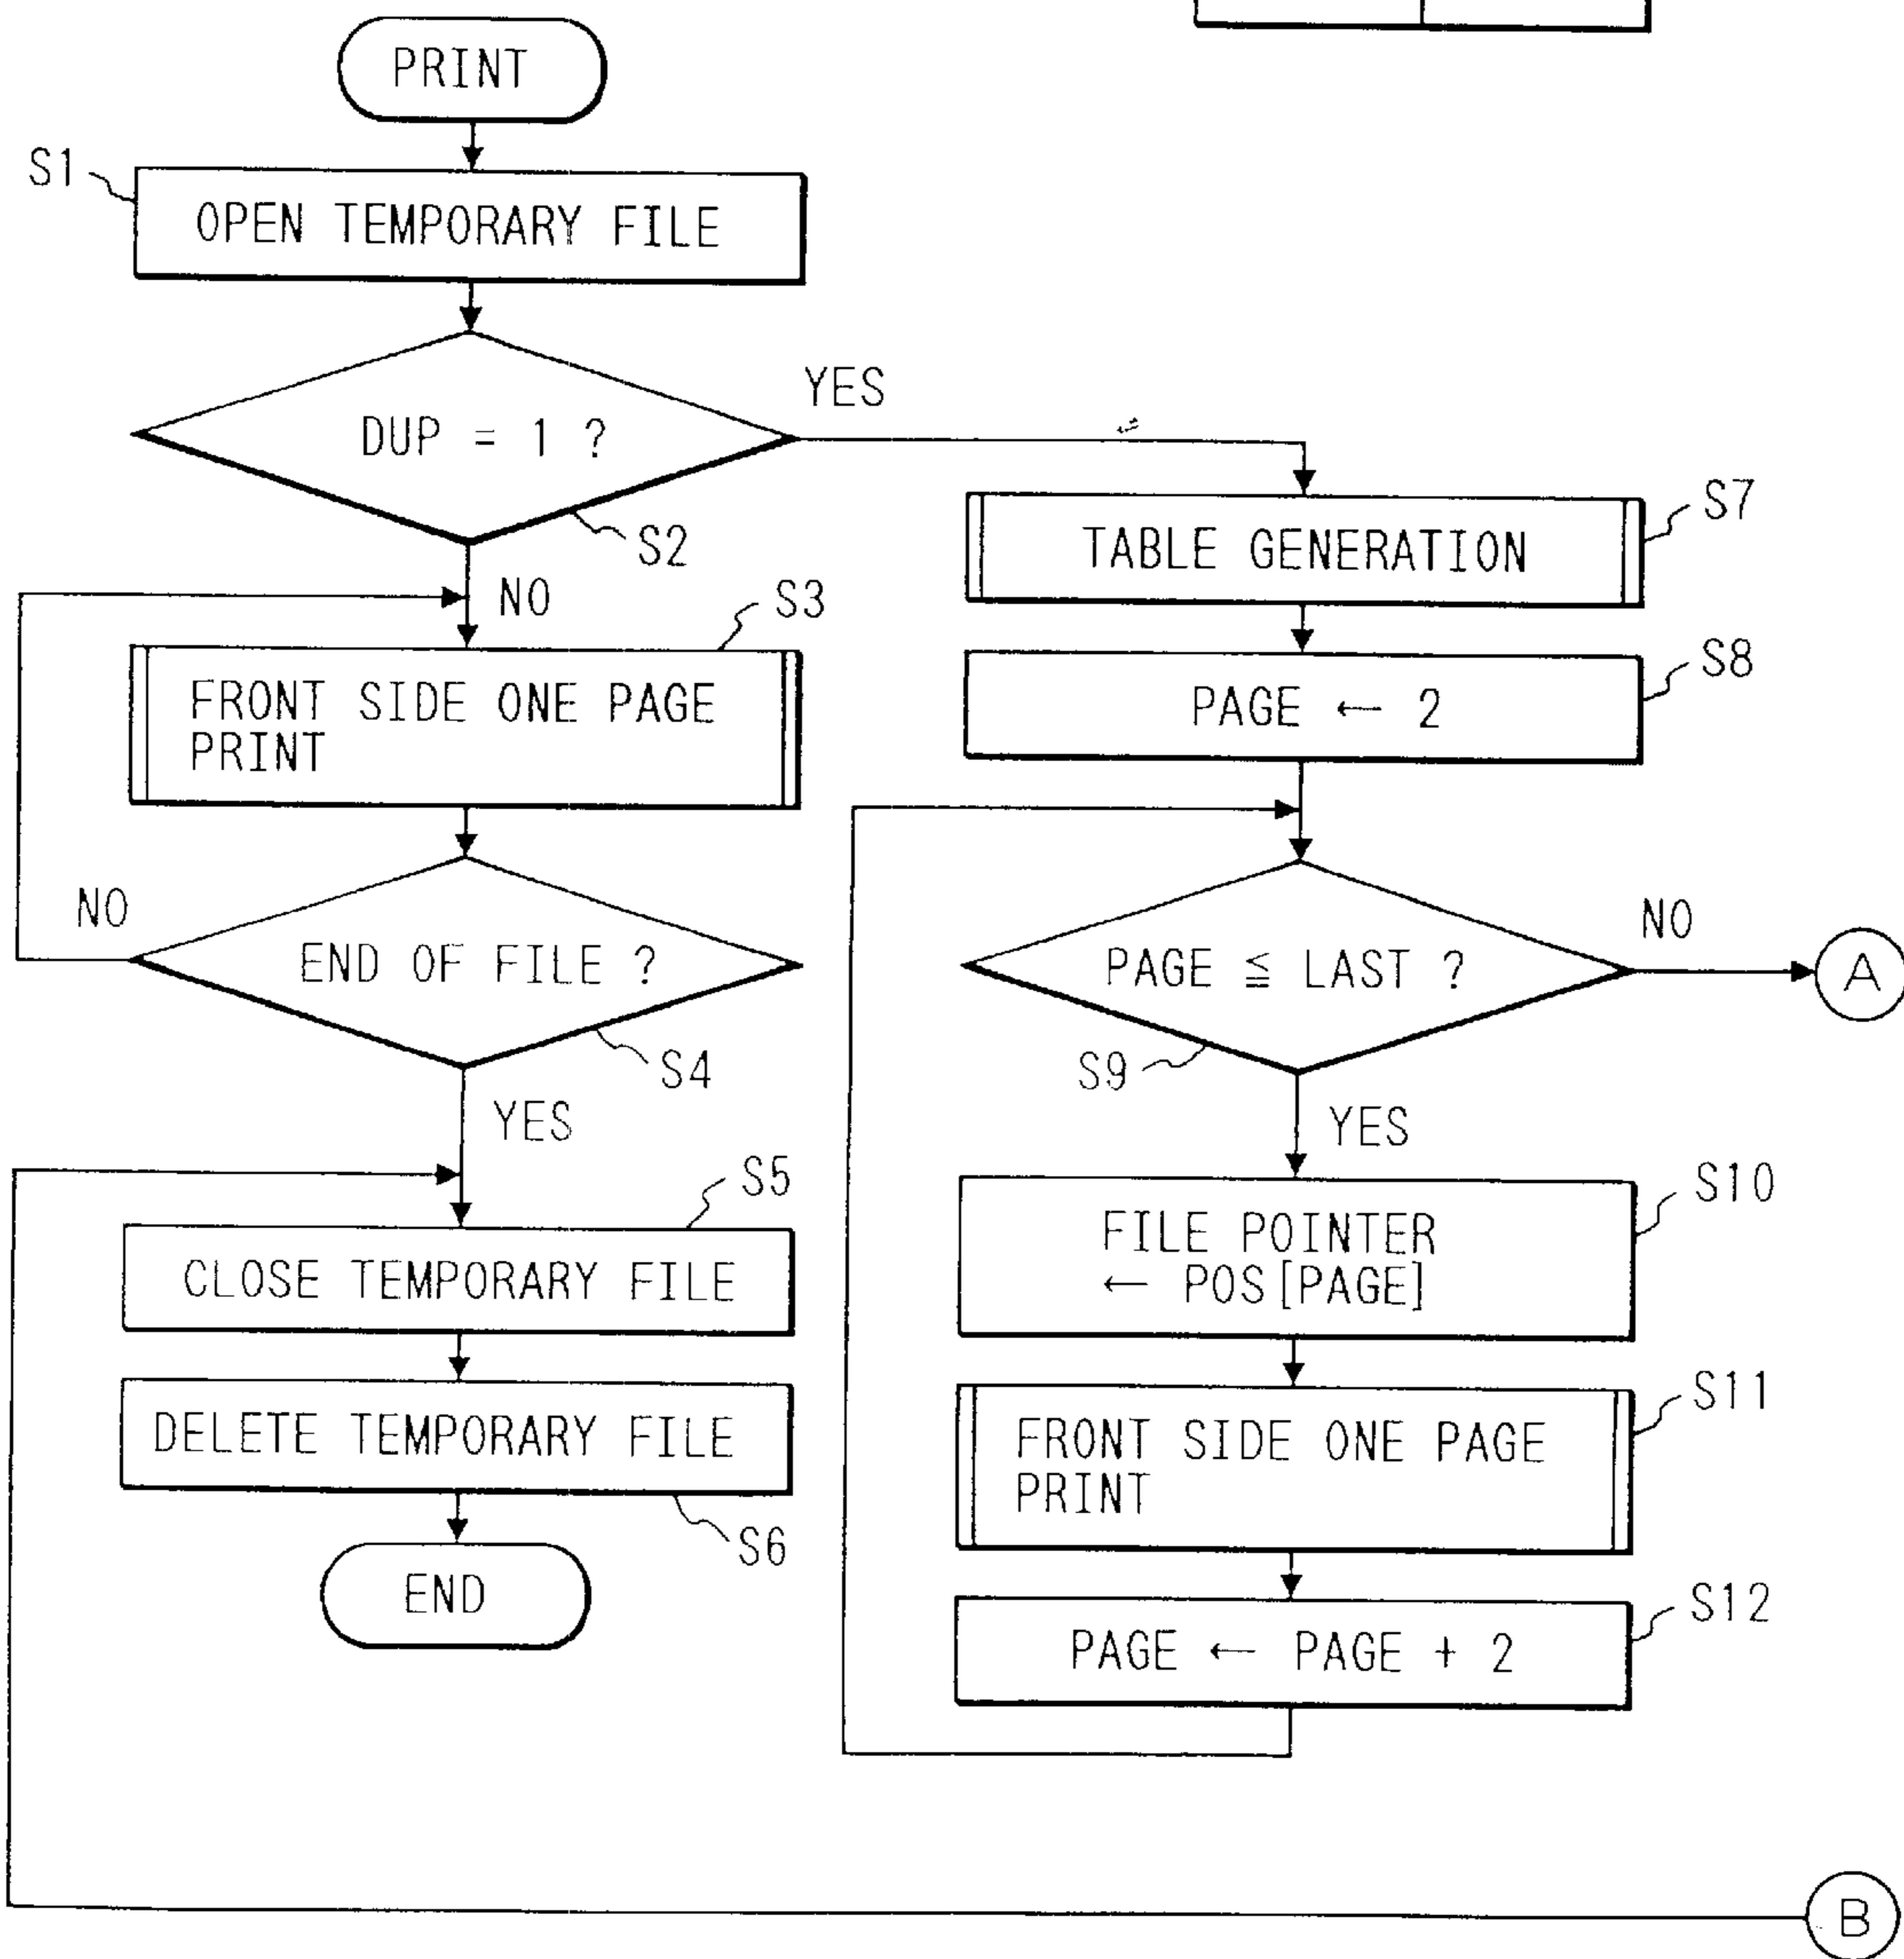 PRINT
S1
OPEN TEMPORARY FILE
DUP = 1 ?
YES
S2
NO
S3
FRONT SIDE ONE PAGE
PRINT
END OF FILE ?
NO
S4
YES
S5
CLOSE TEMPORARY FILE
DELETE TEMPORARY FILE
S6
END
S7
TABLE GENERATION
S8
PAGE ← 2
PAGE ≦ LAST ?
NO
A
S9
YES
S10
FILE POINTER
← POS[PAGE]
S11
FRONT SIDE ONE PAGE
PRINT
S12
PAGE ← PAGE + 2
B